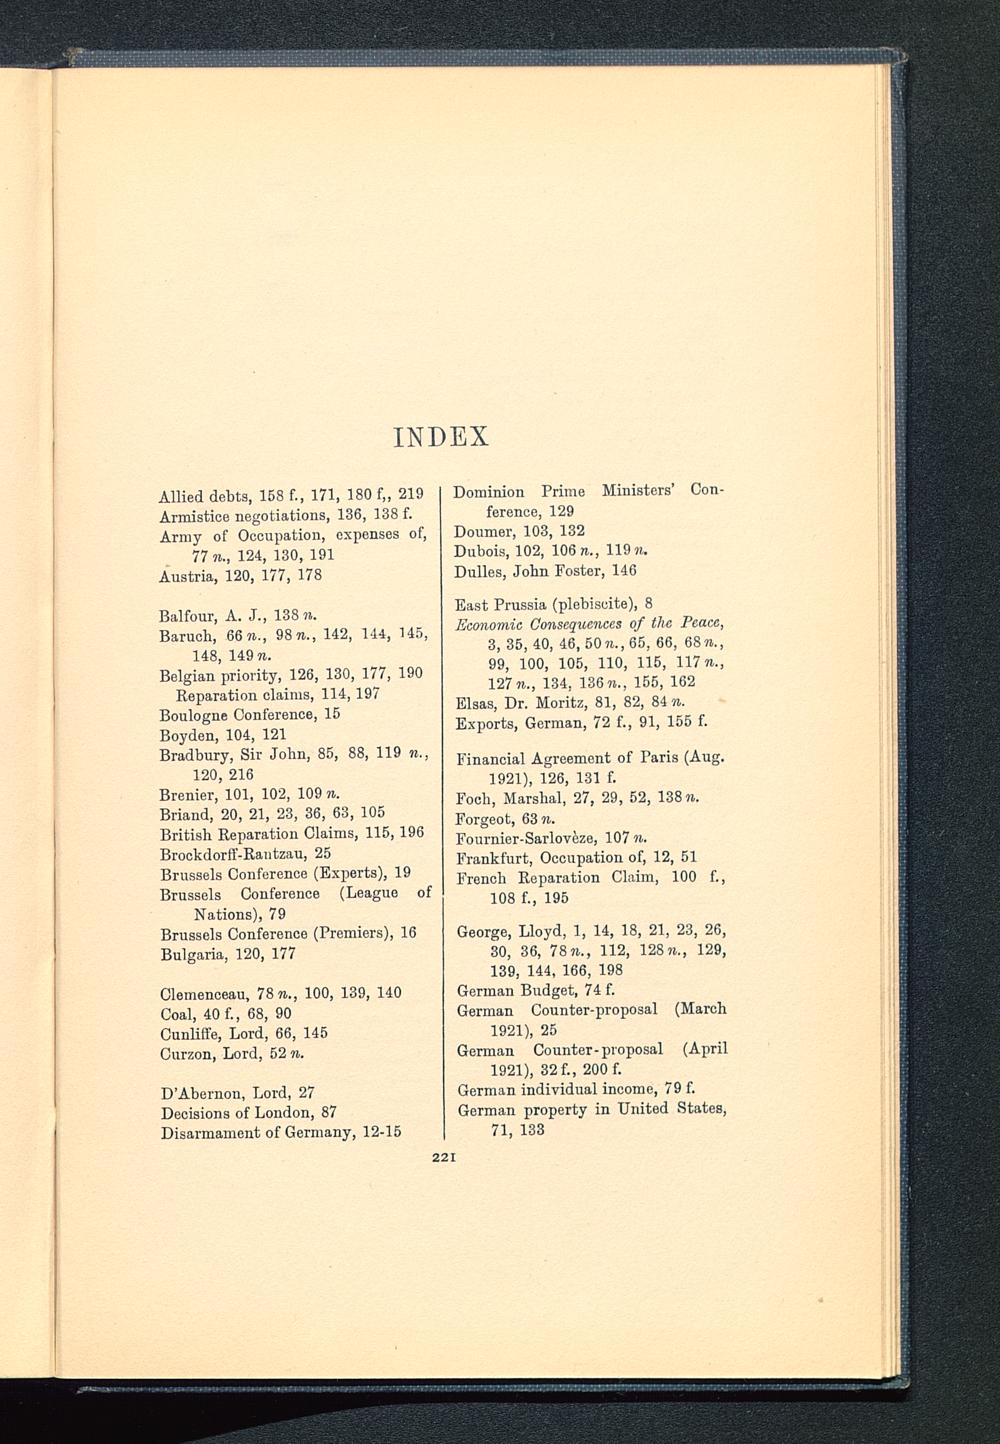 INDEX
Allied debts, 158 f., 171, 180 f,, 219
Armistice negotiations, 136, 138 f.
Army of Occupation, expenses of,
77 n., 124, 130, 191
Austria, 120, 177, 178
Balfour, A. J., 138 n.
Baruch, 66 n., 98 n., 142, 144, 145,
148, 149 n.
Belgian priority, 126, 130, 177, 190
Reparation claims, 114, 197
Boulogne Conference, 15
Boyden, 104, 121
Bradbury, Sir John, 85, 88, 119 n.,
120, 216
Brenier, 101, 102, 109 n.
Briand, 20, 21, 23, 36, 63, 105
British Reparation Claims, 115, 196
Brockdorff-Rantzau, 25
Brussels Conference (Experts), 19
Brussels Conference (League of
Nations), 79
Brussels Conference (Premiers), 16
Bulgaria, 120, 177
Clemenceau, 78 n., 100, 139, 140
Coal, 40 f., 68, 90
Cunliffe, Lord, 66, 145
Curzon, Lord, 52 n.
D'Abernon, Lord, 27
Decisions of London, 87
Disarmament of Germany, 12-15
Dominion Prime Ministers' Con-
ference, 129
Doumer, 103, 132
Dubois, 102, 106 n., 119 n.
Dulles, John Foster, 146
East Prussia (plebiscite), 8
Economic Consequences of the Peace,
3, 35, 40, 46, 50 n., 65, 66, 68 n.,
99, 100, 105, 110, 115, 117 n.,
127 n., 134, 136 n., 155, 162
Elsas, Dr. Moritz, 81, 82, 84 n.
Exports, German, 72 f., 91, 155 f.
Financial Agreement of Paris (Aug.
1921), 126, 131 f.
Foch, Marshal, 27, 29, 52, 138 n.
Forgeot, 63 n.
Fournier-Sarlovèze, 107 n.
Frankfurt, Occupation of, 12, 51
French Reparation Claim, 100 f.,
108 f., 195
George, Lloyd, 1, 14, 18, 21, 23, 26,
30, 36, 78 n., 112, 128 n., 129,
139, 144, 166, 198
German Budget, 74 f.
German Counter-proposal (March
1921), 25
German Counter-proposal (April
1921), 32 f., 200 f.
German individual income, 79 f.
German property in United States,
71, 133
221